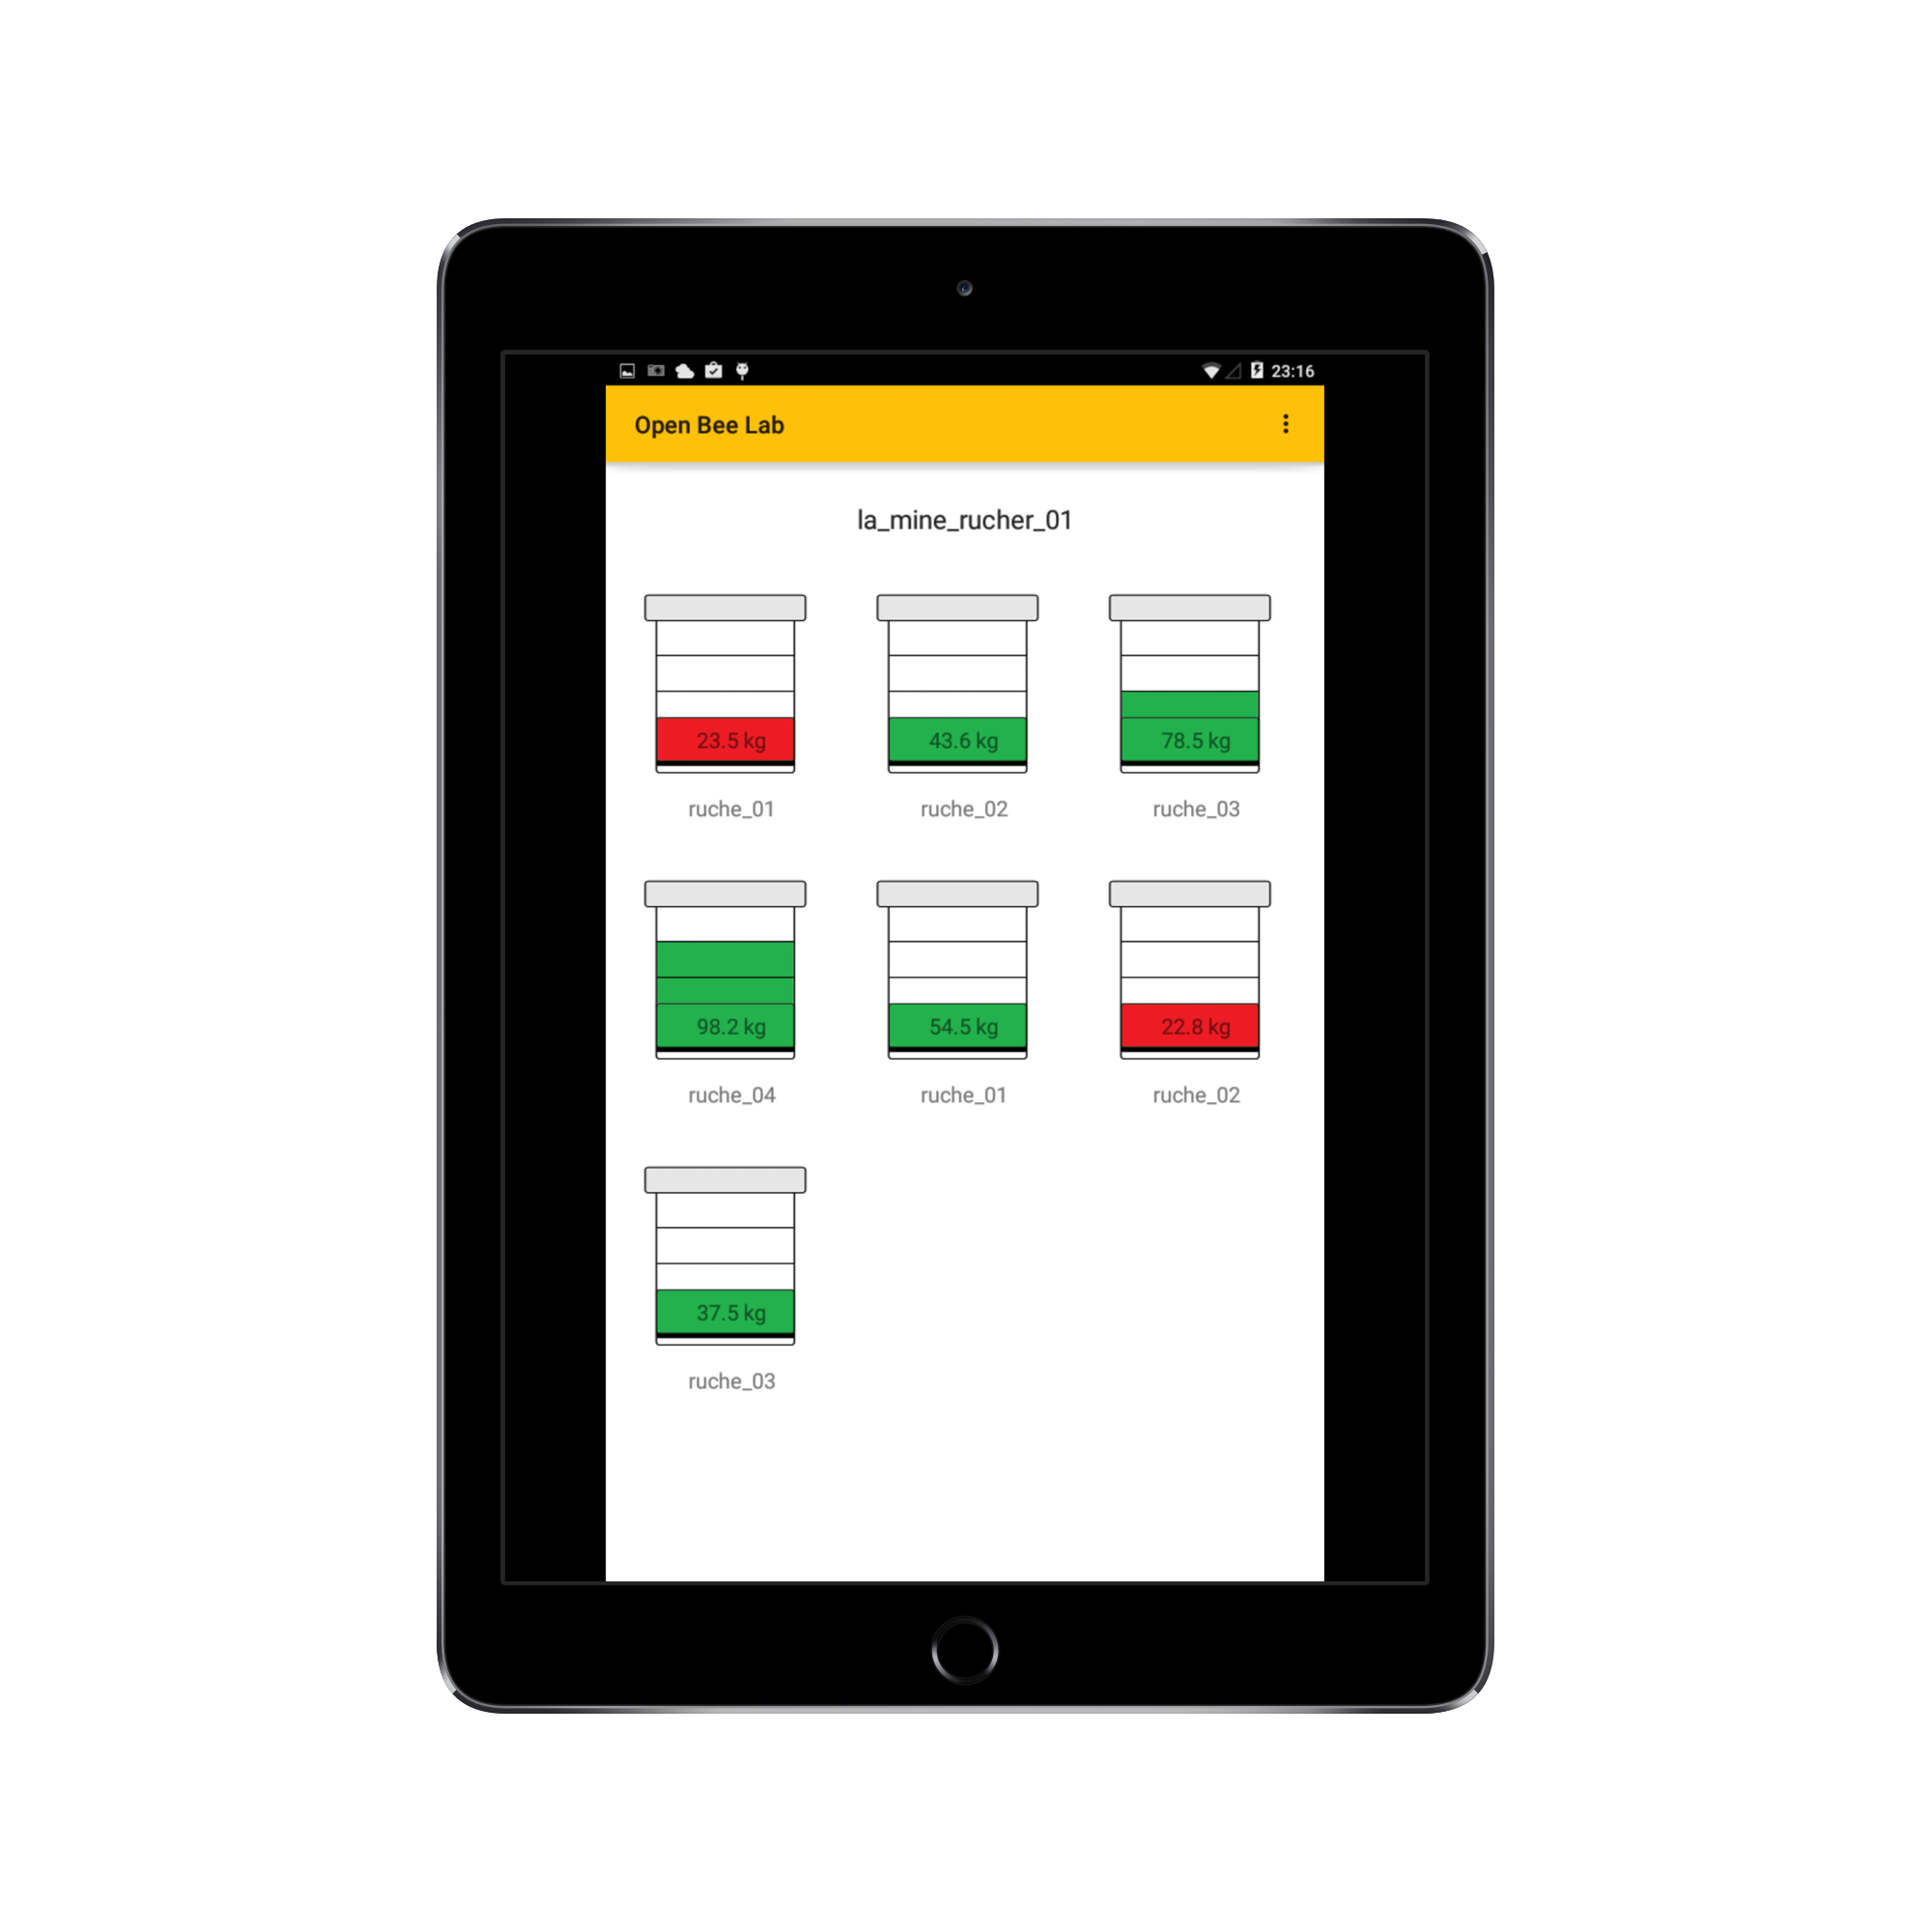 23:16
Open Bee Lab
la_mine_rucher_01
23.5 kg
43.6 kg
78.5 kg
ruche_01
ruche_02
ruche_03
98.2 kg
54.5 kg
22.8 kg
ruche_04
ruche_01
ruche_02
37.5 kg
ruche_03